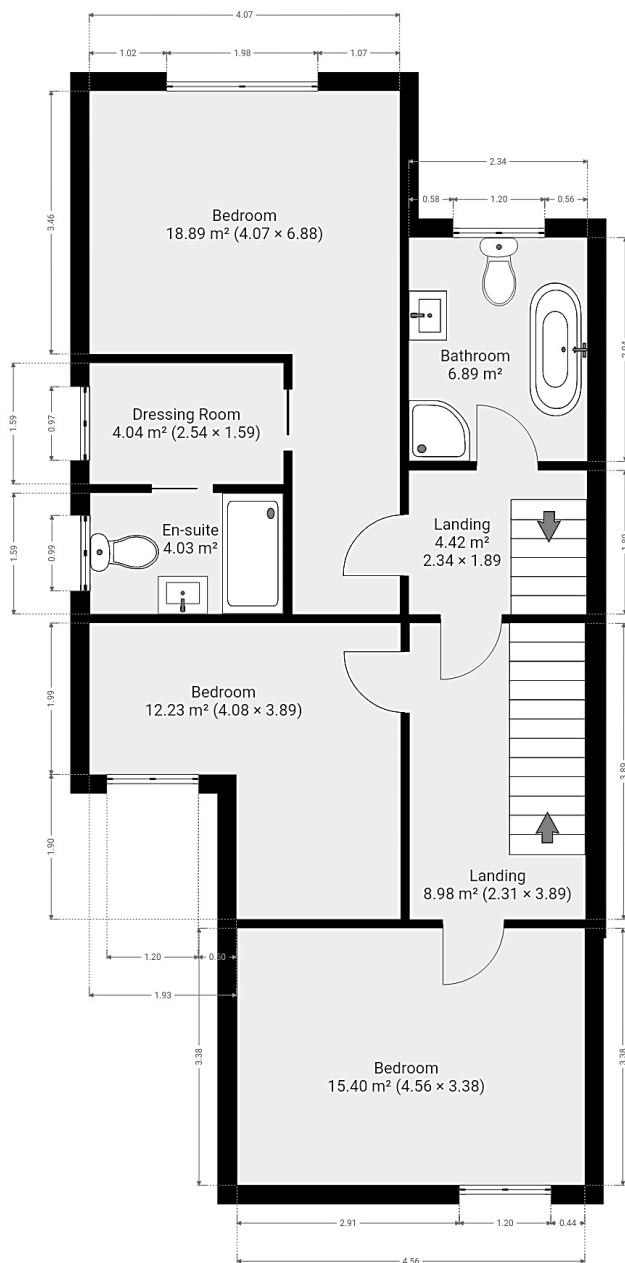 4.07
1.02
1.98
1.07
2.34
0.58
1.20
0.56
3.46
Bedroom
18.89 m² (4.07 × 6.88)
Bathroom
6.89 m²
1.59
0.97
Dressing Room
4.04 m² (2.54 × 1.59)
1.59
0.99
En-suite
4.03 m²
Landing
4.42 m²
2.34 × 1.89
1.99
Bedroom
12.23 m² (4.08 × 3.89)
3.89
1.90
Landing
8.98 m² (2.31 × 3.89)
1.20
0.50
1.93
3.38
Bedroom
15.40 m² (4.56 × 3.38)
3.38
2.91
1.20
0.44
4.56